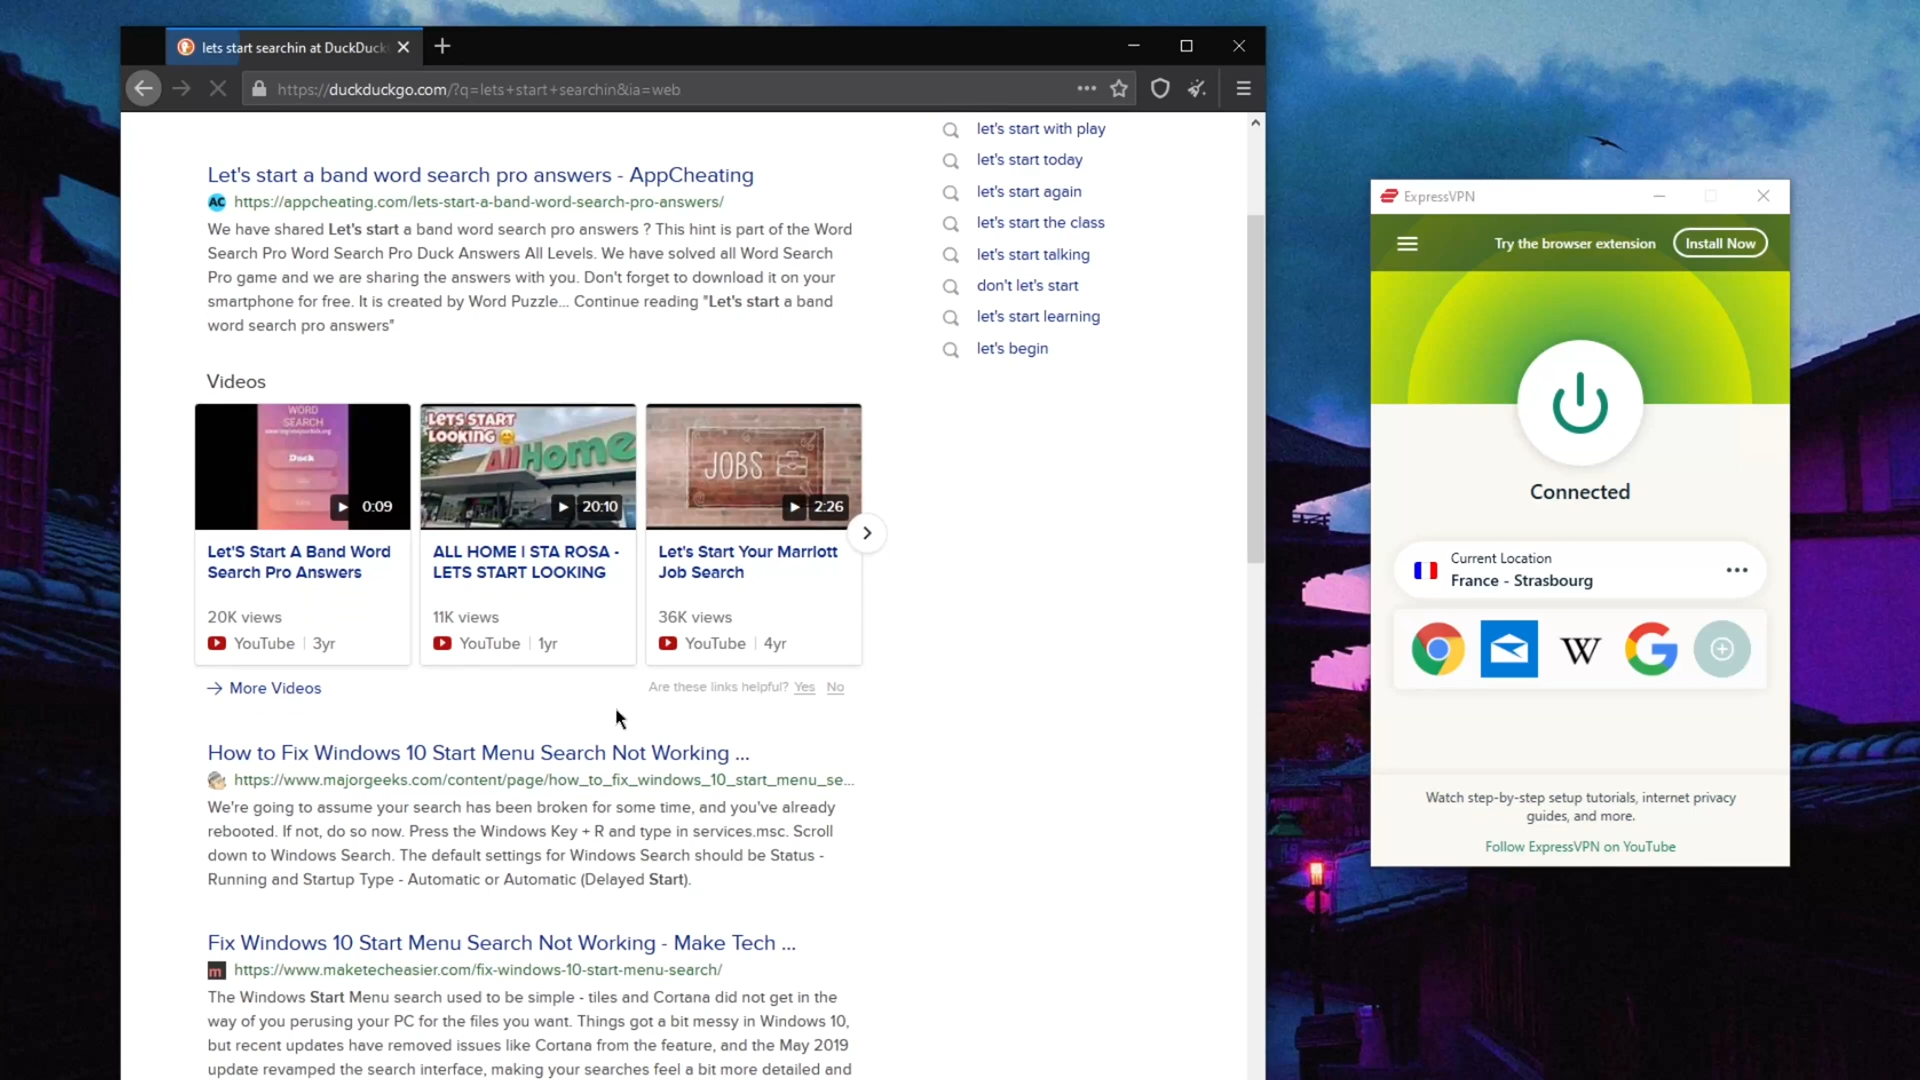 lets start searchin at DuckDuck
https://duckduckgo.com/?q=lets+start+searchin&ia=web
Let's start a band word search pro answers - AppCheating
AC https://appcheating.com/lets-start-a-band-word-search-pro-answers/
We have shared Let's start a band word search pro answers ? This hint is part of the Word
Search Pro Word Search Pro Duck Answers All Levels. We have solved all Word Search
Pro game and we are sharing the answers with you. Don't forget to download it on your
smartphone for free. It is created by Word Puzzle... Continue reading "Let's start a band
word search pro answers"
let's start with play
let's start today
let's start again
let's start the class
let's start talking
don't let's start
let's start learning
let's begin
Videos
WORD
SEARCH
Duck
0:09
LETS START
LOOKING
AllHome
20:10
JOBS
2:26
Let'S Start A Band Word
Search Pro Answers
20K views
YouTube | 3yr
ALL HOME | STA ROSA -
LETS START LOOKING
11K views
YouTube | 1yr
Let'S Start Your Marriott
Job Search
36K views
YouTube | 4yr
More Videos
Are these links helpful? Yes No
How to Fix Windows 10 Start Menu Search Not Working ...
https://www.majorgeeks.com/content/page/how_to_fix_windows_10_start_menu_se...
We're going to assume your search has been broken for some time, and you've already
rebooted. If not, do so now. Press the Windows Key + R and type in services.msc. Scroll
down to Windows Search. The default settings for Windows Search should be Status -
Running and Startup Type - Automatic or Automatic (Delayed Start).
Fix Windows 10 Start Menu Search Not Working - Make Tech ...
m https://www.maketecheasier.com/fix-windows-10-start-menu-search/
The Windows Start Menu search used to be simple - tiles and Cortana did not get in the
way of you perusing your PC for the files you want. Things got a bit messy in Windows 10,
but recent updates have removed issues like Cortana from the feature, and the May 2019
update revamped the search interface, making your searches feel a bit more detailed and
ExpressVPN
Try the browser extension
Install Now
Connected
Current Location
France - Strasbourg
W
Watch step-by-step setup tutorials, internet privacy
guides, and more.
Follow ExpressVPN on YouTube